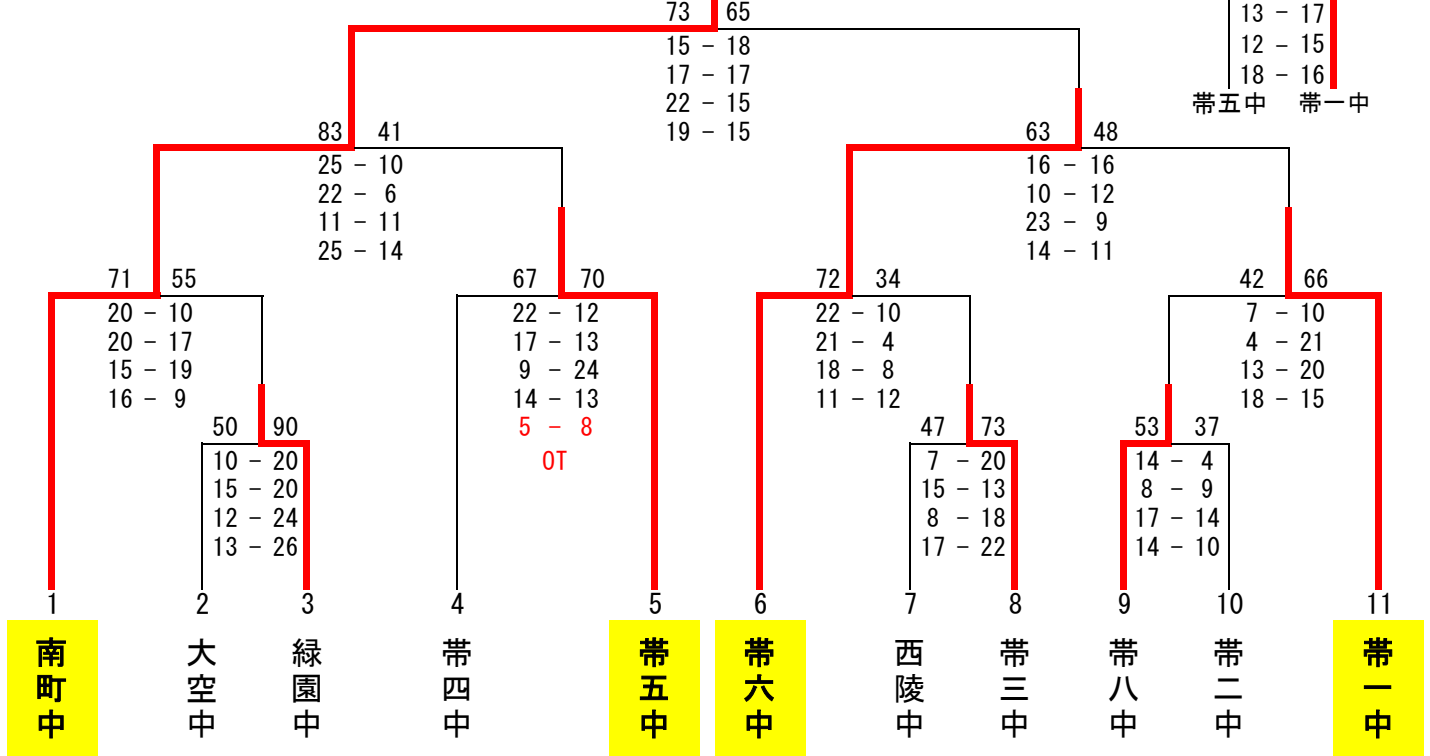 73 65
15 - 18
17 - 17
22 - 15
19 - 15
13 - 17
12 - 15
18 - 16
帯五中 帯一中
83 41
25 - 10
22 - 6
11 - 11
25 - 14
63 48
16 - 16
10 - 12
23 - 9
14 - 11
71 55
20 - 10
20 - 17
15 - 19
16 - 9
67 70
22 - 12
17 - 13
9 - 24
14 - 13
5 - 8
OT
72 34
22 - 10
21 - 4
18 - 8
11 - 12
42 66
7 - 10
4 - 21
13 - 20
18 - 15
50 90
10 - 20
15 - 20
12 - 24
13 - 26
47 73
7 - 20
15 - 13
8 - 18
17 - 22
53 37
14 - 4
8 - 9
17 - 14
14 - 10
1 2 3 4 5 6 7 8 9 10 11
南町中
大空中
緑園中
帯四中
帯五中
帯六中
西陵中
帯三中
帯八中
帯二中
帯一中